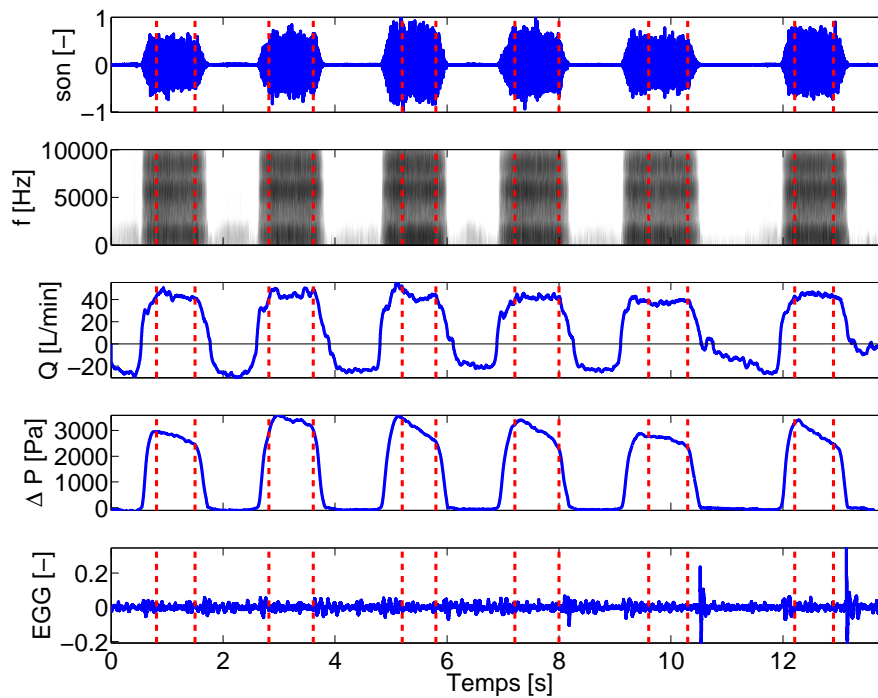 1
0
−1
son [−]
10000
5000
0
f [Hz]
40
20
0
−20
Q [L/min]
3000
2000
1000
0
Δ P [Pa]
0.2
0
−0.2
EGG [−]
0 2 4 6 8 10 12
Temps [s]